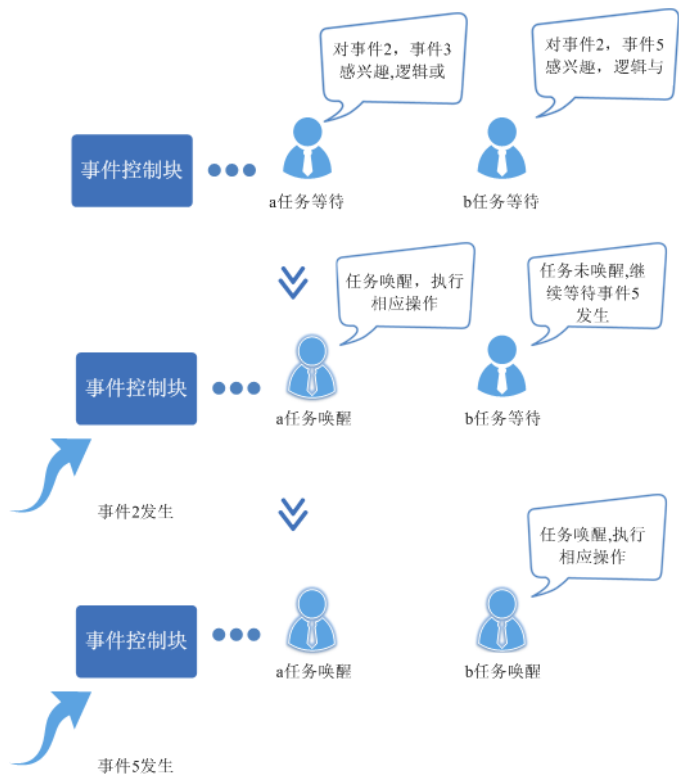 对事件2，事件3
感兴趣,逻辑或
对事件2，事件5
感兴趣，逻辑与
事件控制块
a任务等待
b任务等待
任务唤醒，执行
相应操作
任务未唤醒,继
续等待事件5
发生
事件控制块
a任务唤醒
b任务等待
事件2发生
任务唤醒,执行
相应操作
事件控制块
a任务唤醒
b任务唤醒
事件5发生